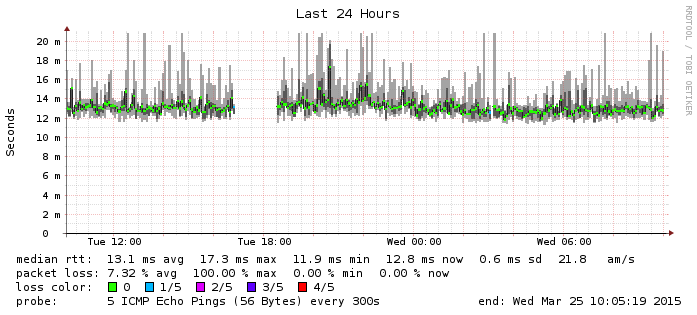 Last 24 Hours
RRDTOOL / TOBI OETIKER
Seconds
20 m
18 m
16 m
14 m
12 m
10 m
8 m
6 m
4 m
2 m
0
Tue 12:00 Tue 18:00 Wed 00:00 Wed 06:00
median rtt: 13.1 ms avg 17.3 ms max 11.9 ms min 12.8 ms now 0.6 ms sd 21.8 am/s
packet loss: 7.32 % avg 100.00 % max 0.00 % min 0.00 % now
loss color: 0 1/5 2/5 3/5 4/5
probe: 5 ICMP Echo Pings (56 Bytes) every 300s end: Wed Mar 25 10:05:19 2015